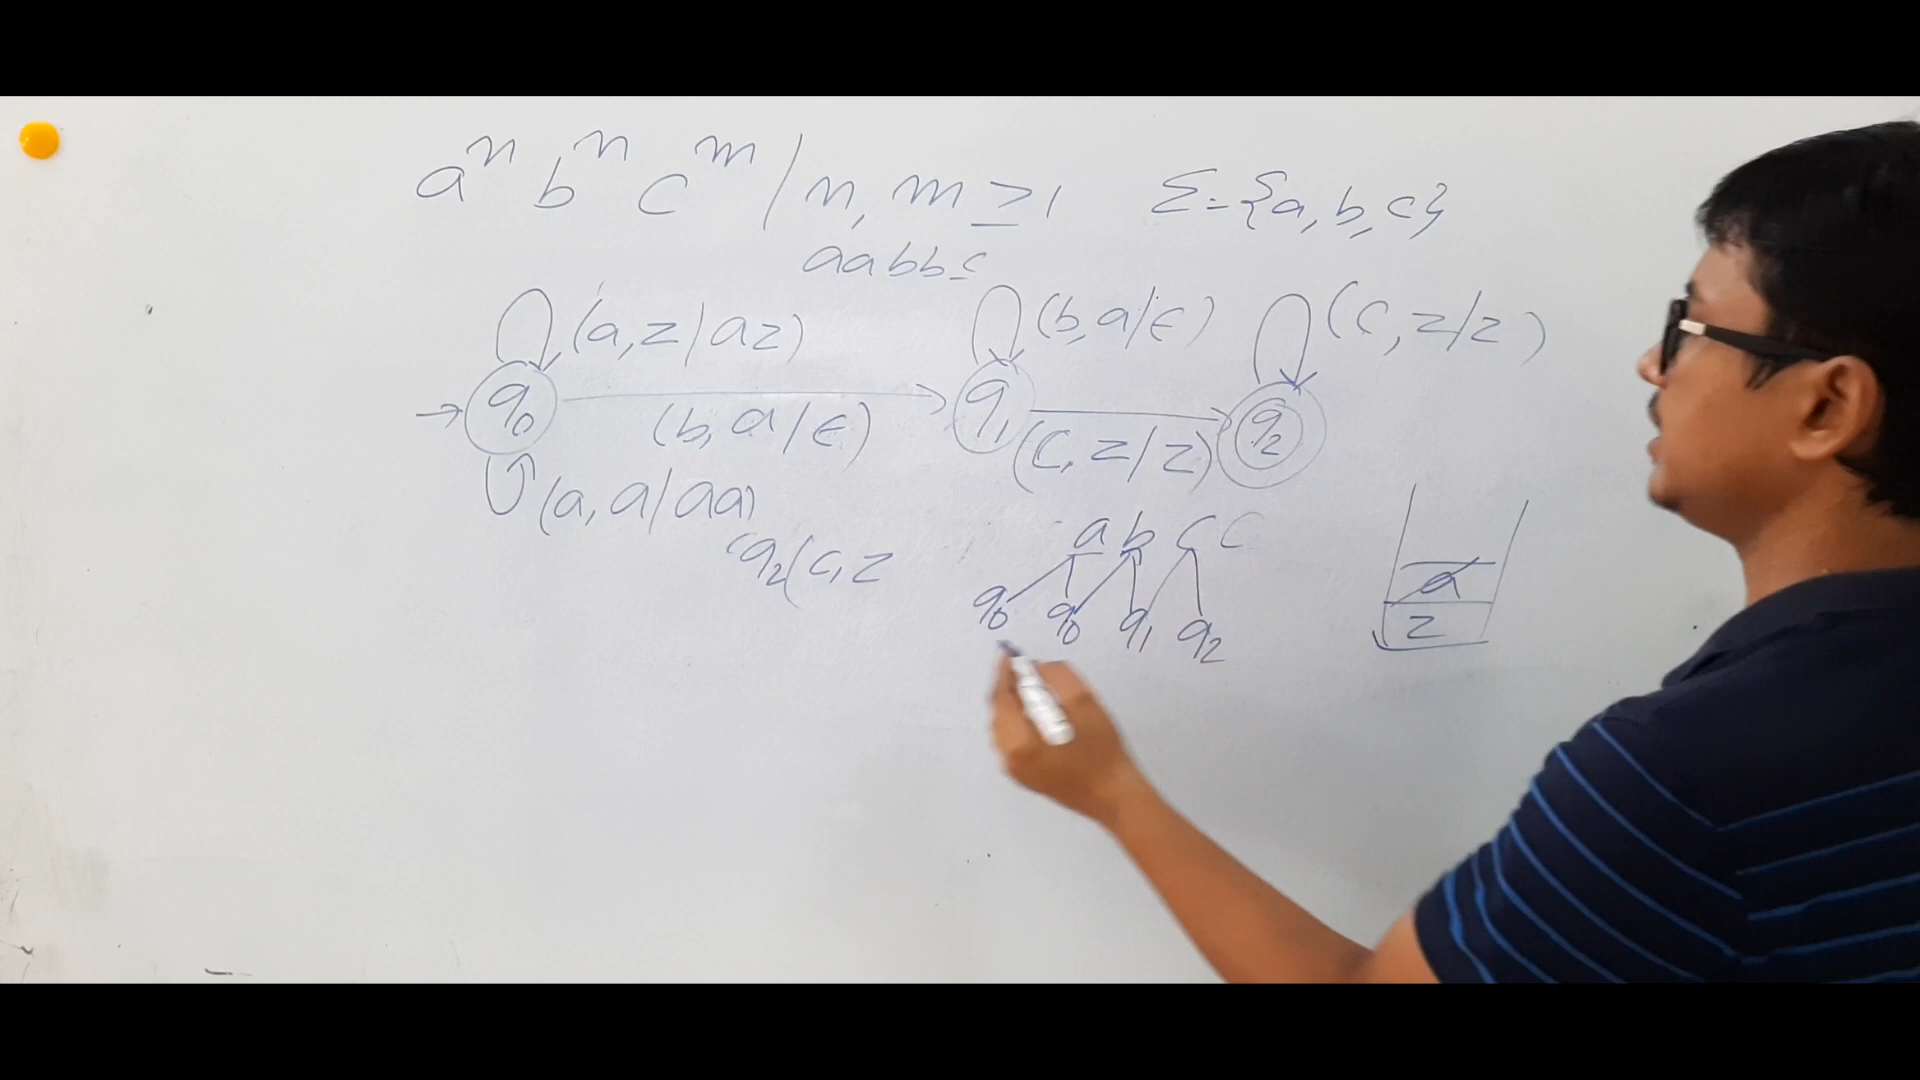 aⁿ bⁿ cᵐ / n, m ≥ 1 Σ = {a, b, c}
aabbc
(a, z / az) (b, a/ϵ) (c, z/z)
→ q₀ q₁ q₂
(b, a / ϵ) (c, z / z)
(a, a / aa)
a b c c
q₂(c, z
q₀ q₀ q₁ q₂
a
z